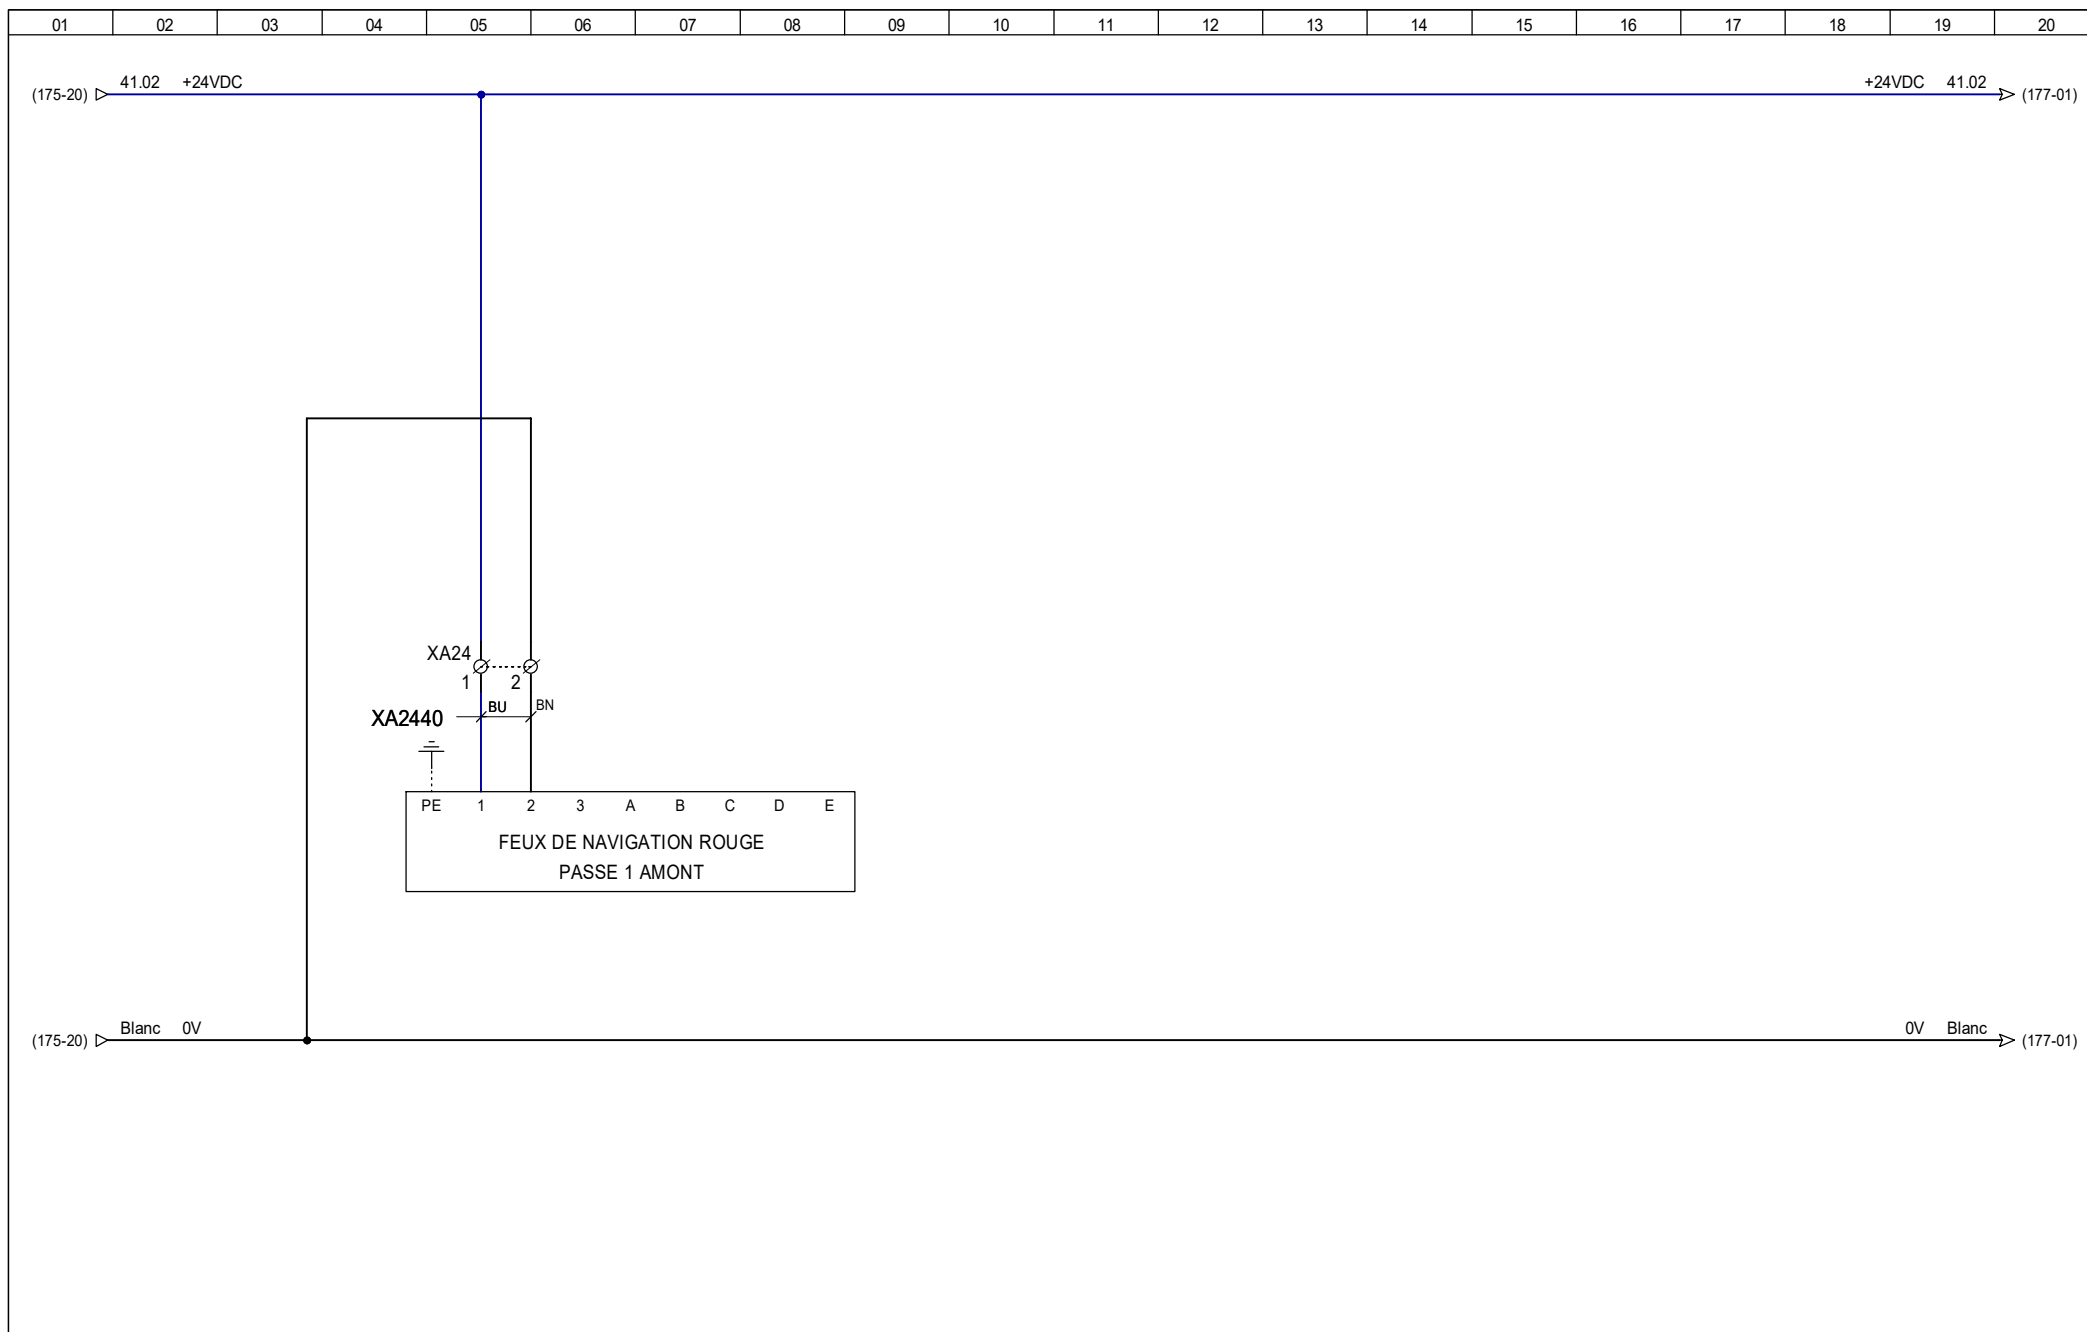 01 02 03 04 05 06 07 08 09 10 11 12 13 14 15 16 17 18 19 20
41.02 +24VDC +24VDC 41.02
(175-20) (177-01)
XA24
1 2
BU BN
XA2440
PE 1 2 3 A B C D E
FEUX DE NAVIGATION ROUGE
PASSE 1 AMONT
Blanc 0V 0V Blanc
(175-20) (177-01)